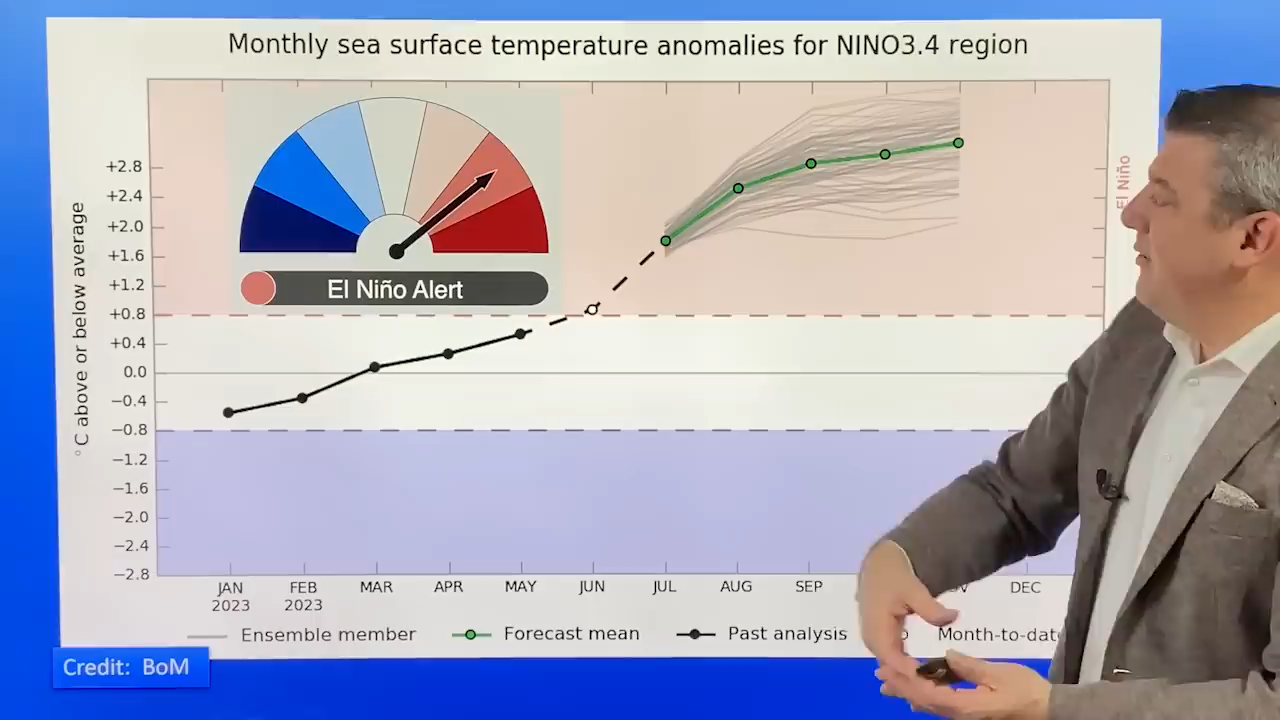 Monthly sea surface temperature anomalies for NINO3.4 region
°C above or below average
+2.8
+2.4
+2.0
+1.6
+1.2
+0.8
+0.4
0.0
−0.4
−0.8
−1.2
−1.6
−2.0
−2.4
−2.8
El Niño Alert
El Niño
JAN FEB MAR APR MAY JUN JUL AUG SEP DEC
2023 2023
Ensemble member Forecast mean Past analysis Month-to-date
Credit: BoM